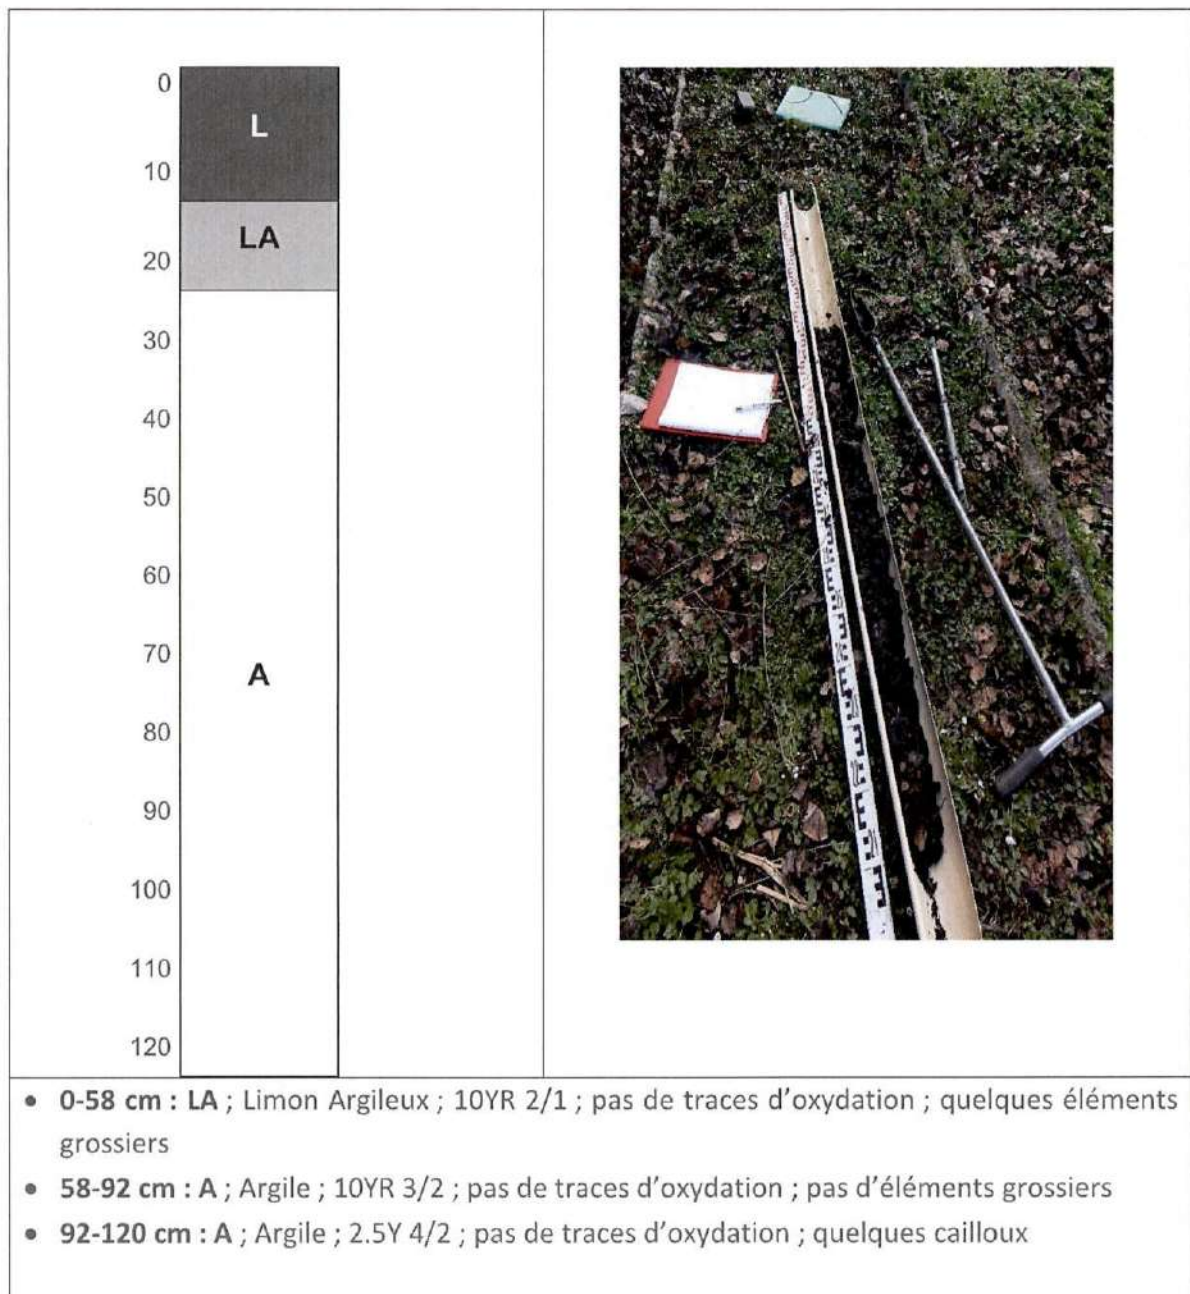 0
L
10
LA
20
30
40
50
60
70
A
80
90
100
110
120
• 0-58 cm : LA ; Limon Argileux ; 10YR 2/1 ; pas de traces d'oxydation ; quelques éléments
grossiers
• 58-92 cm : A ; Argile ; 10YR 3/2 ; pas de traces d'oxydation ; pas d'éléments grossiers
• 92-120 cm : A ; Argile ; 2.5Y 4/2 ; pas de traces d'oxydation ; quelques cailloux